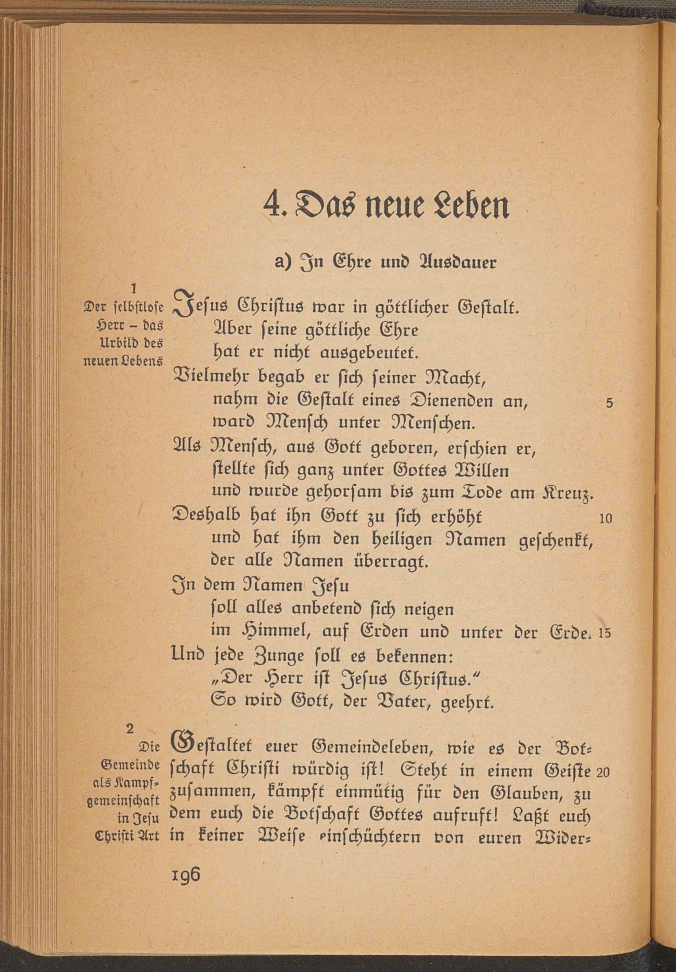 4. Das neue Leben
a) In Ehre und Ausdauer
1
Der selbstlose
Herr – das
Urbild des
neuen Lebens
Jesus Christus war in göttlicher Gestalt.
Aber seine göttliche Ehre
hat er nicht ausgebeutet.
Vielmehr begab er sich seiner Macht,
nahm die Gestalt eines Dienenden an, 5
ward Mensch unter Menschen.
Als Mensch, aus Gott geboren, erschien er,
stellte sich ganz unter Gottes Willen
und wurde gehorsam bis zum Tode am Kreuz.
Deshalb hat ihn Gott zu sich erhöht 10
und hat ihm den heiligen Namen geschenkt,
der alle Namen überragt.
In dem Namen Jesu
soll alles anbetend sich neigen
im Himmel, auf Erden und unter der Erde. 15
Und jede Zunge soll es bekennen:
„Der Herr ist Jesus Christus.“
So wird Gott, der Vater, geehrt.
2
Die
Gemeinde
als Kampf-
gemeinschaft
in Jesu
Christi Art
Gestaltet euer Gemeindeleben, wie es der Bot-
schaft Christi würdig ist! Steht in einem Geiste 20
zusammen, kämpft einmütig für den Glauben, zu
dem euch die Botschaft Gottes aufruft! Laßt euch
in keiner Weise einschüchtern von euren Wider-
196